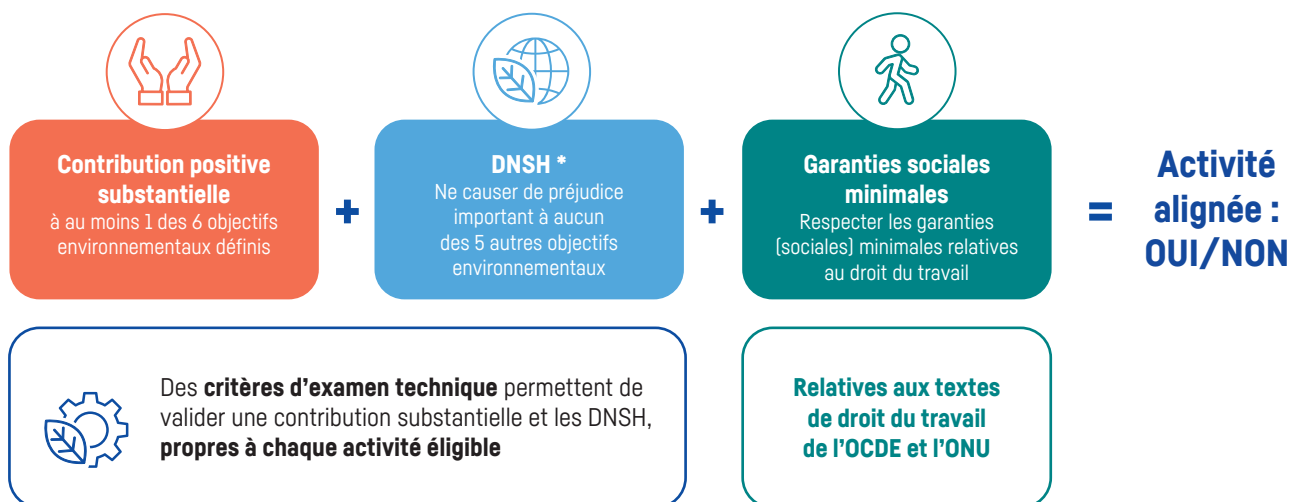 Contribution positive
substantielle
à au moins 1 des 6 objectifs
environnementaux définis
+
DNSH *
Ne causer de préjudice
important à aucun
des 5 autres objectifs
environnementaux
+
Garanties sociales
minimales
Respecter les garanties
(sociales) minimales relatives
au droit du travail
=
Activité
alignée :
OUI/NON
Des critères d’examen technique permettent de
valider une contribution substantielle et les DNSH,
propres à chaque activité éligible
Relatives aux textes
de droit du travail
de l’OCDE et l’ONU